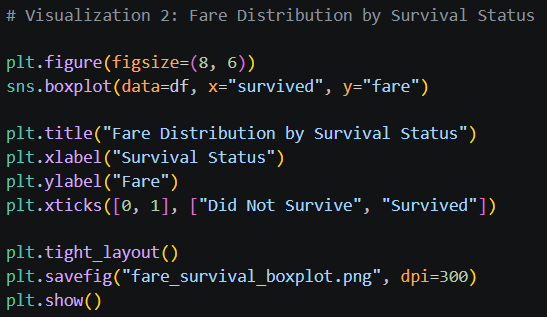 # Visualization 2: Fare Distribution by Survival Status
plt.figure(figsize=(8, 6))
sns.boxplot(data=df, x="survived", y="fare")
plt.title("Fare Distribution by Survival Status")
plt.xlabel("Survival Status")
plt.ylabel("Fare")
plt.xticks([0, 1], ["Did Not Survive", "Survived"])
plt.tight_layout()
plt.savefig("fare_survival_boxplot.png", dpi=300)
plt.show()